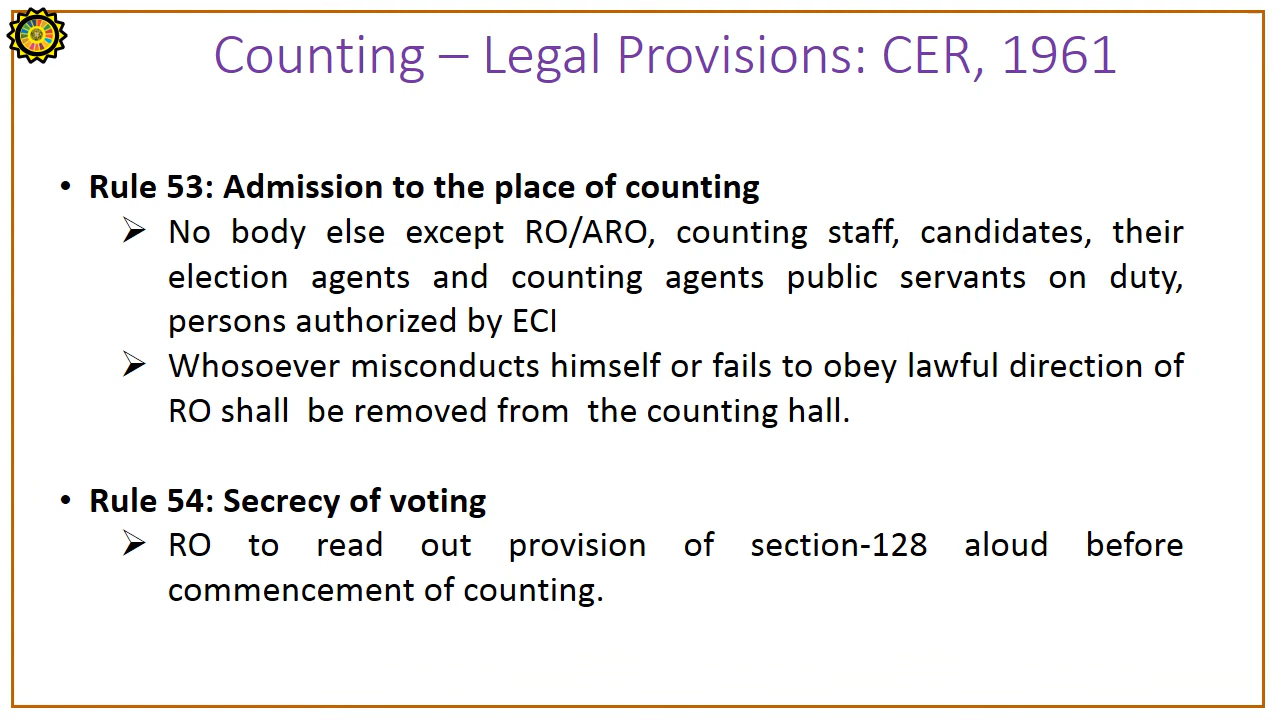 Counting – Legal Provisions: CER, 1961
• Rule 53: Admission to the place of counting
➢ No body else except RO/ARO, counting staff, candidates, their
election agents and counting agents public servants on duty,
persons authorized by ECI
➢ Whosoever misconducts himself or fails to obey lawful direction of
RO shall  be removed from  the counting hall.
• Rule 54: Secrecy of voting
➢ RO to read out provision of section-128 aloud before
commencement of counting.